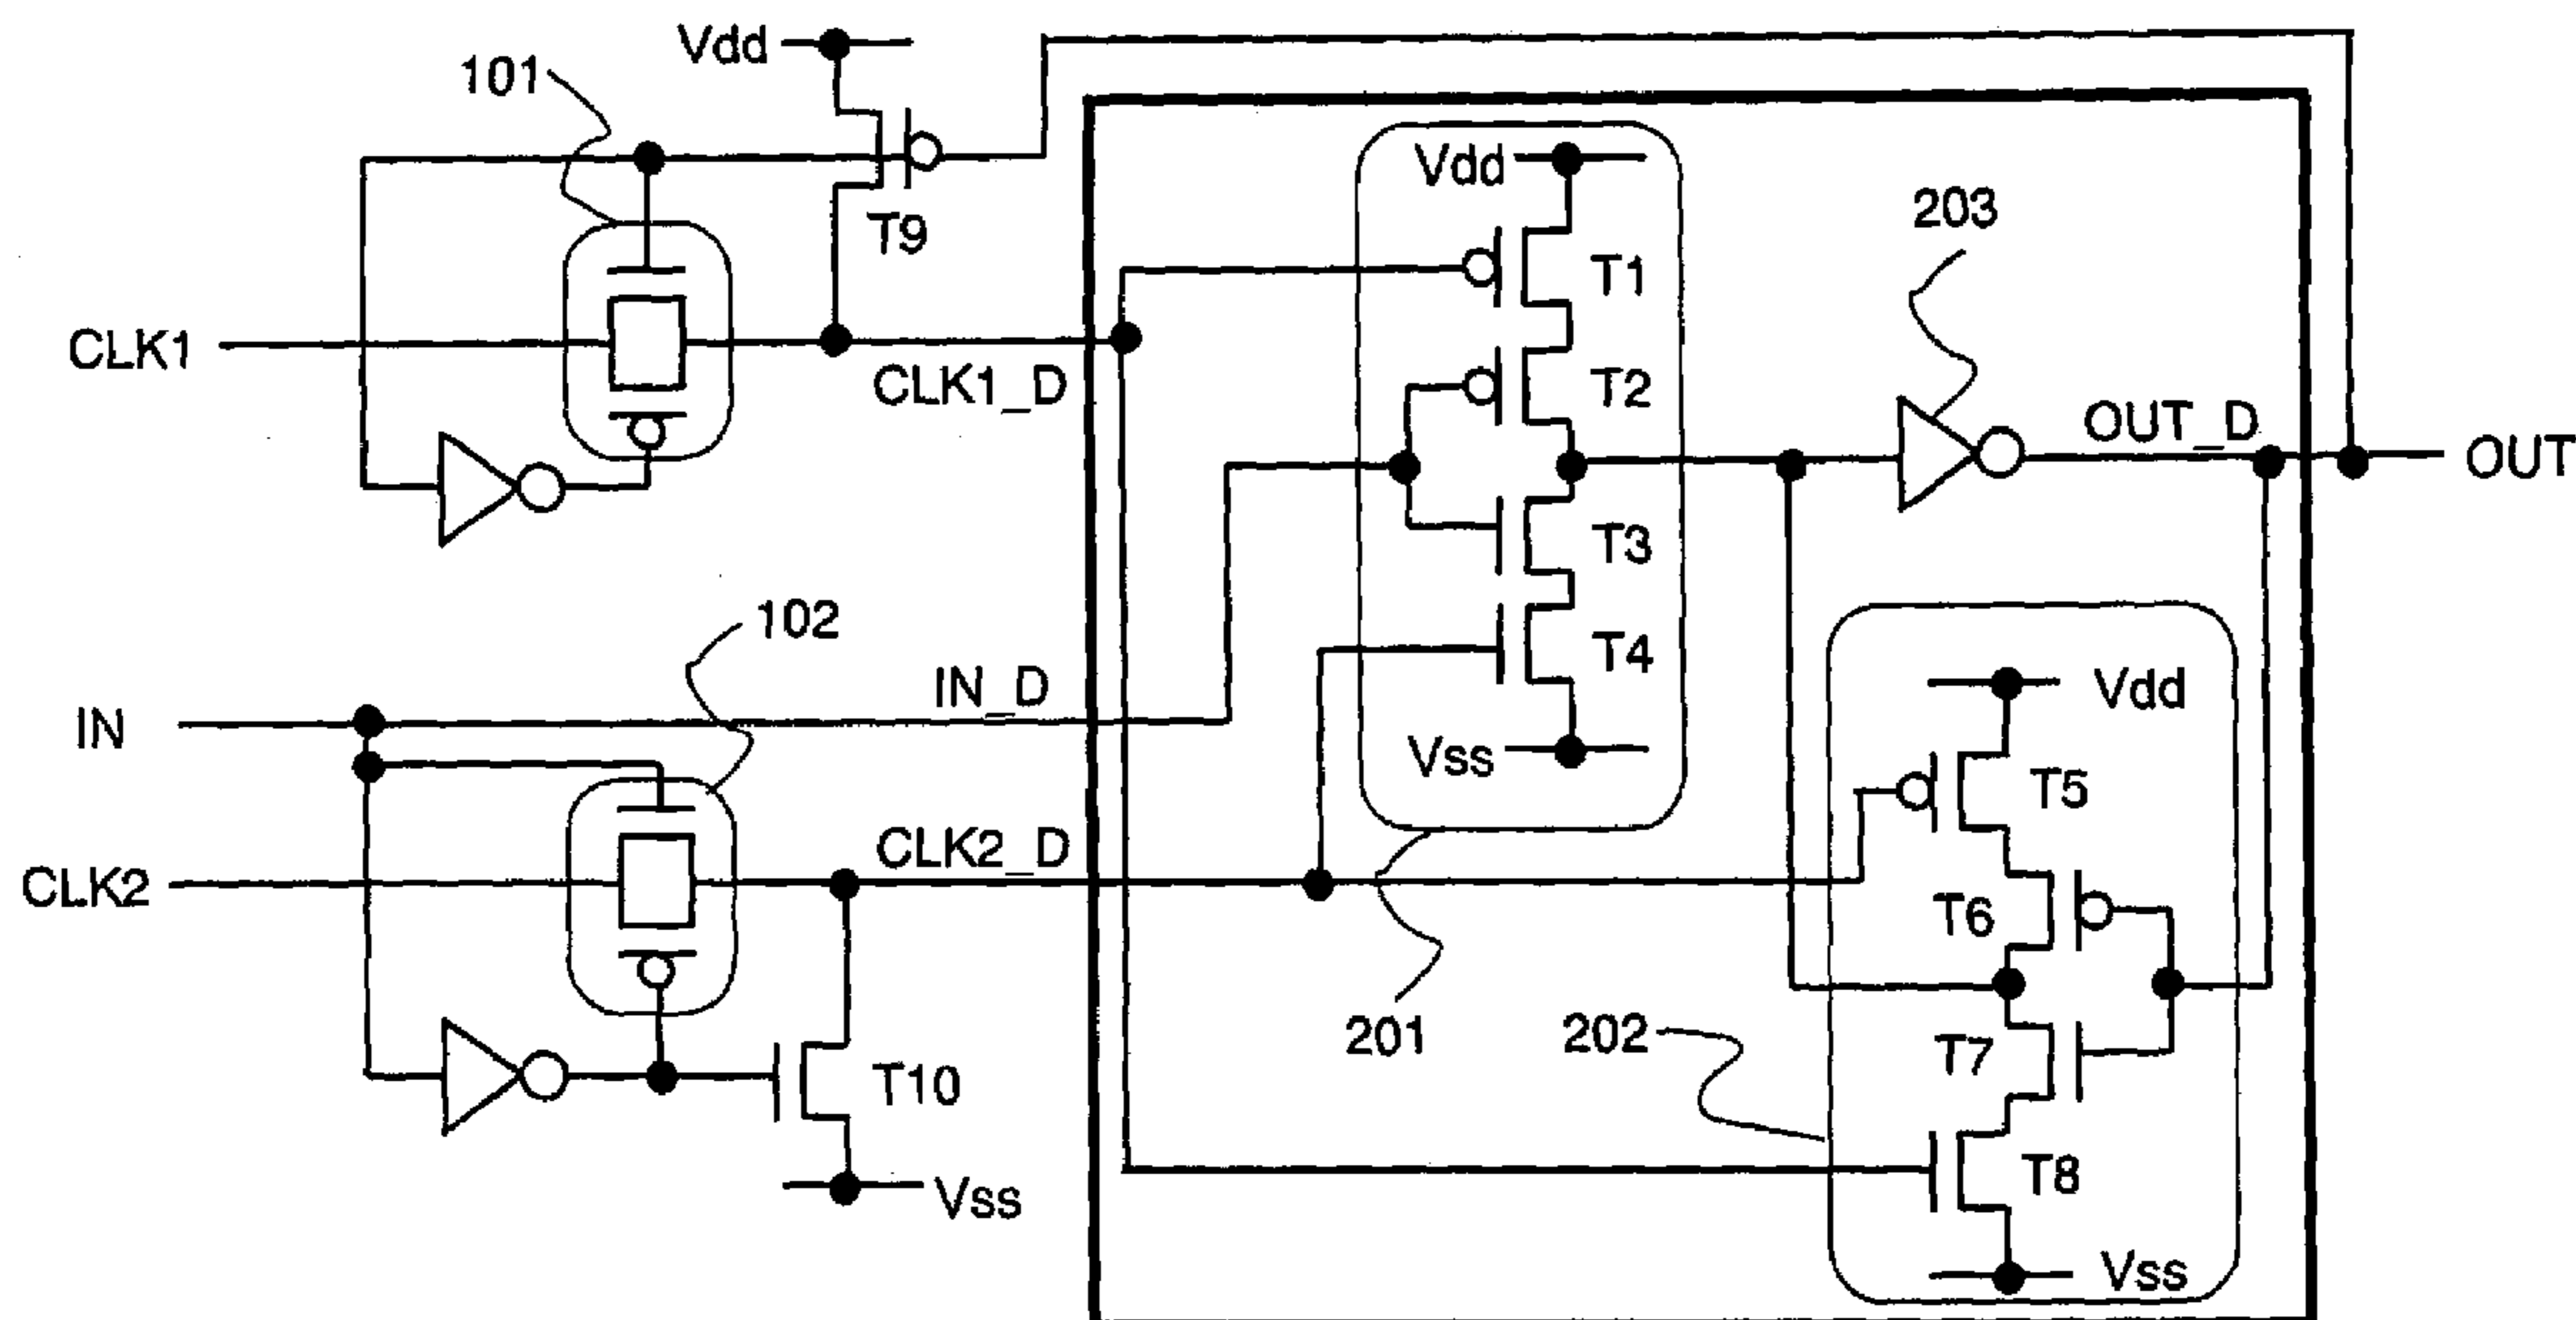 Vdd
101
T9
CLK1
CLK1_D
Vdd
T1
T2
T3
T4
Vss
203
OUT_D
OUT
102
IN
IN_D
CLK2
CLK2_D
T10
Vss
201
202
Vdd
T5
T6
T7
T8
Vss